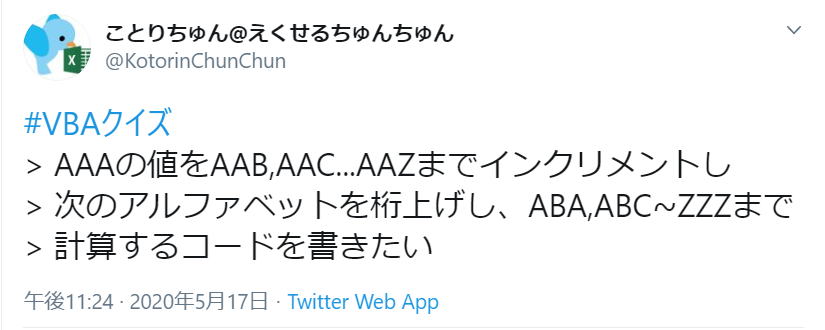 ことりちゅん@えくせるちゅんちゅん
@KotorinChunChun
#VBAクイズ
> AAAの値をAAB,AAC...AAZまでインクリメントし
> 次のアルファベットを桁上げし、ABA,ABC~ZZZまで
> 計算するコードを書きたい
午後11:24 · 2020年5月17日 · Twitter Web App